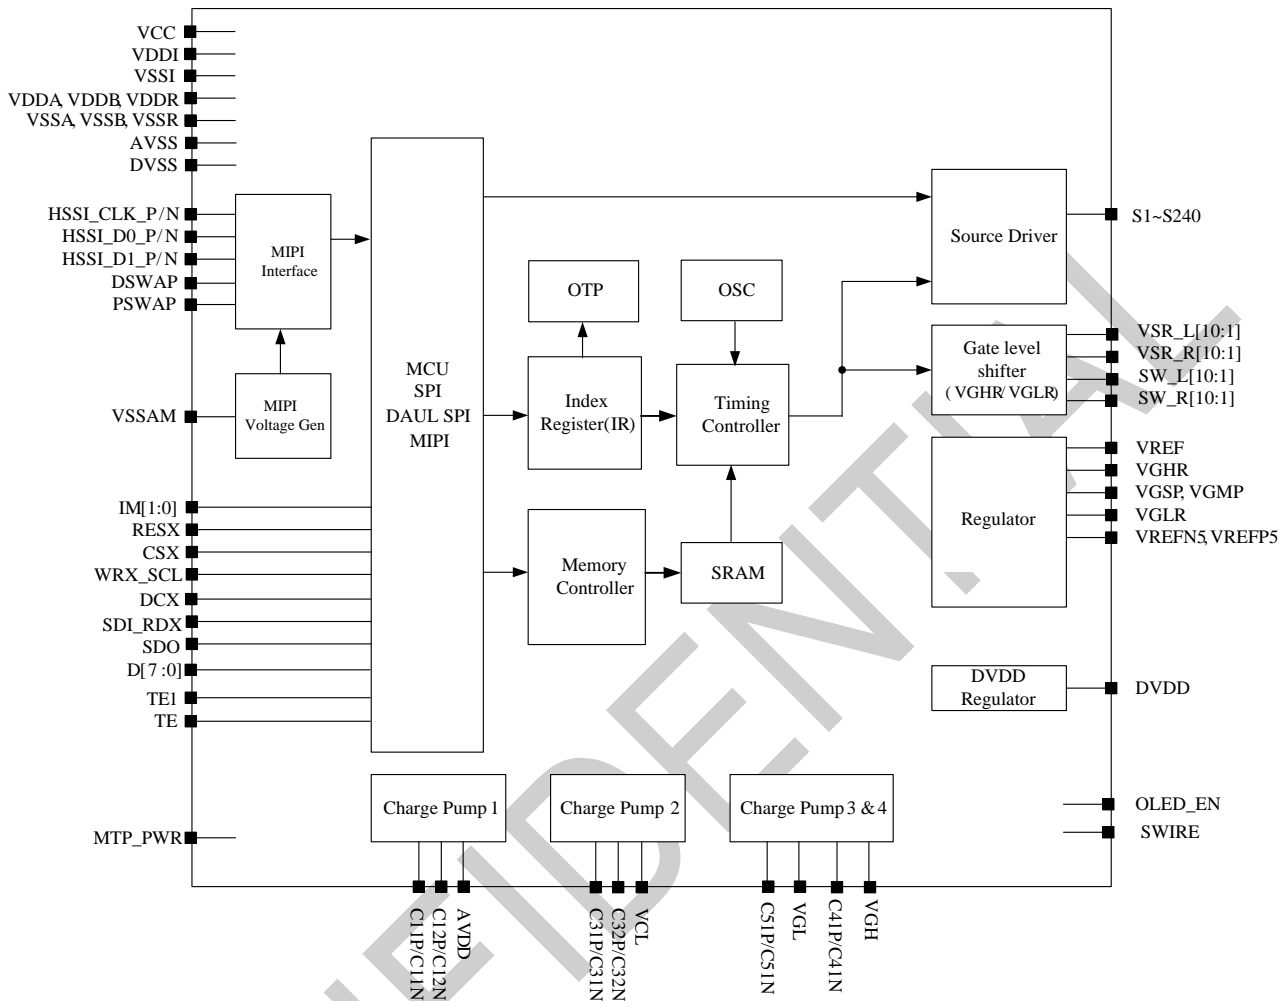 VCC
VDDI
VSSI
VDDA, VDDB, VDDR
VSSA, VSSB, VSSR
AVSS
DVSS
HSSI_CLK_P/N
HSSI_D0_P/N
HSSI_D1_P/N
DSWAP
PSWAP
VSSAM
IM[1:0]
RESX
CSX
WRX_SCL
DCX
SDI_RDX
SDO
D[7:0]
TE1
TE
MTP_PWR
MIPI
Interface
MIPI
Voltage Gen
MCU
SPI
DAUL SPI
MIPI
OTP
OSC
Index
Register(IR)
Timing
Controller
Memory
Controller
SRAM
Source Driver
Gate level
shifter
(VGHR/VGLR)
Regulator
DVDD
Regulator
Charge Pump 1
Charge Pump 2
Charge Pump 3 & 4
S1~S240
VSR_L[10:1]
VSR_R[10:1]
SW_L[10:1]
SW_R[10:1]
VREF
VGHR
VGSP, VGMP
VGLR
VREFN5, VREFP5
DVDD
OLED_EN
SWIRE
C11P/C11N
C12P/C12N
AVDD
C31P/C31N
C32P/C32N
VCL
C51P/C51N
VGL
C41P/C41N
VGH
FIDENTIAL